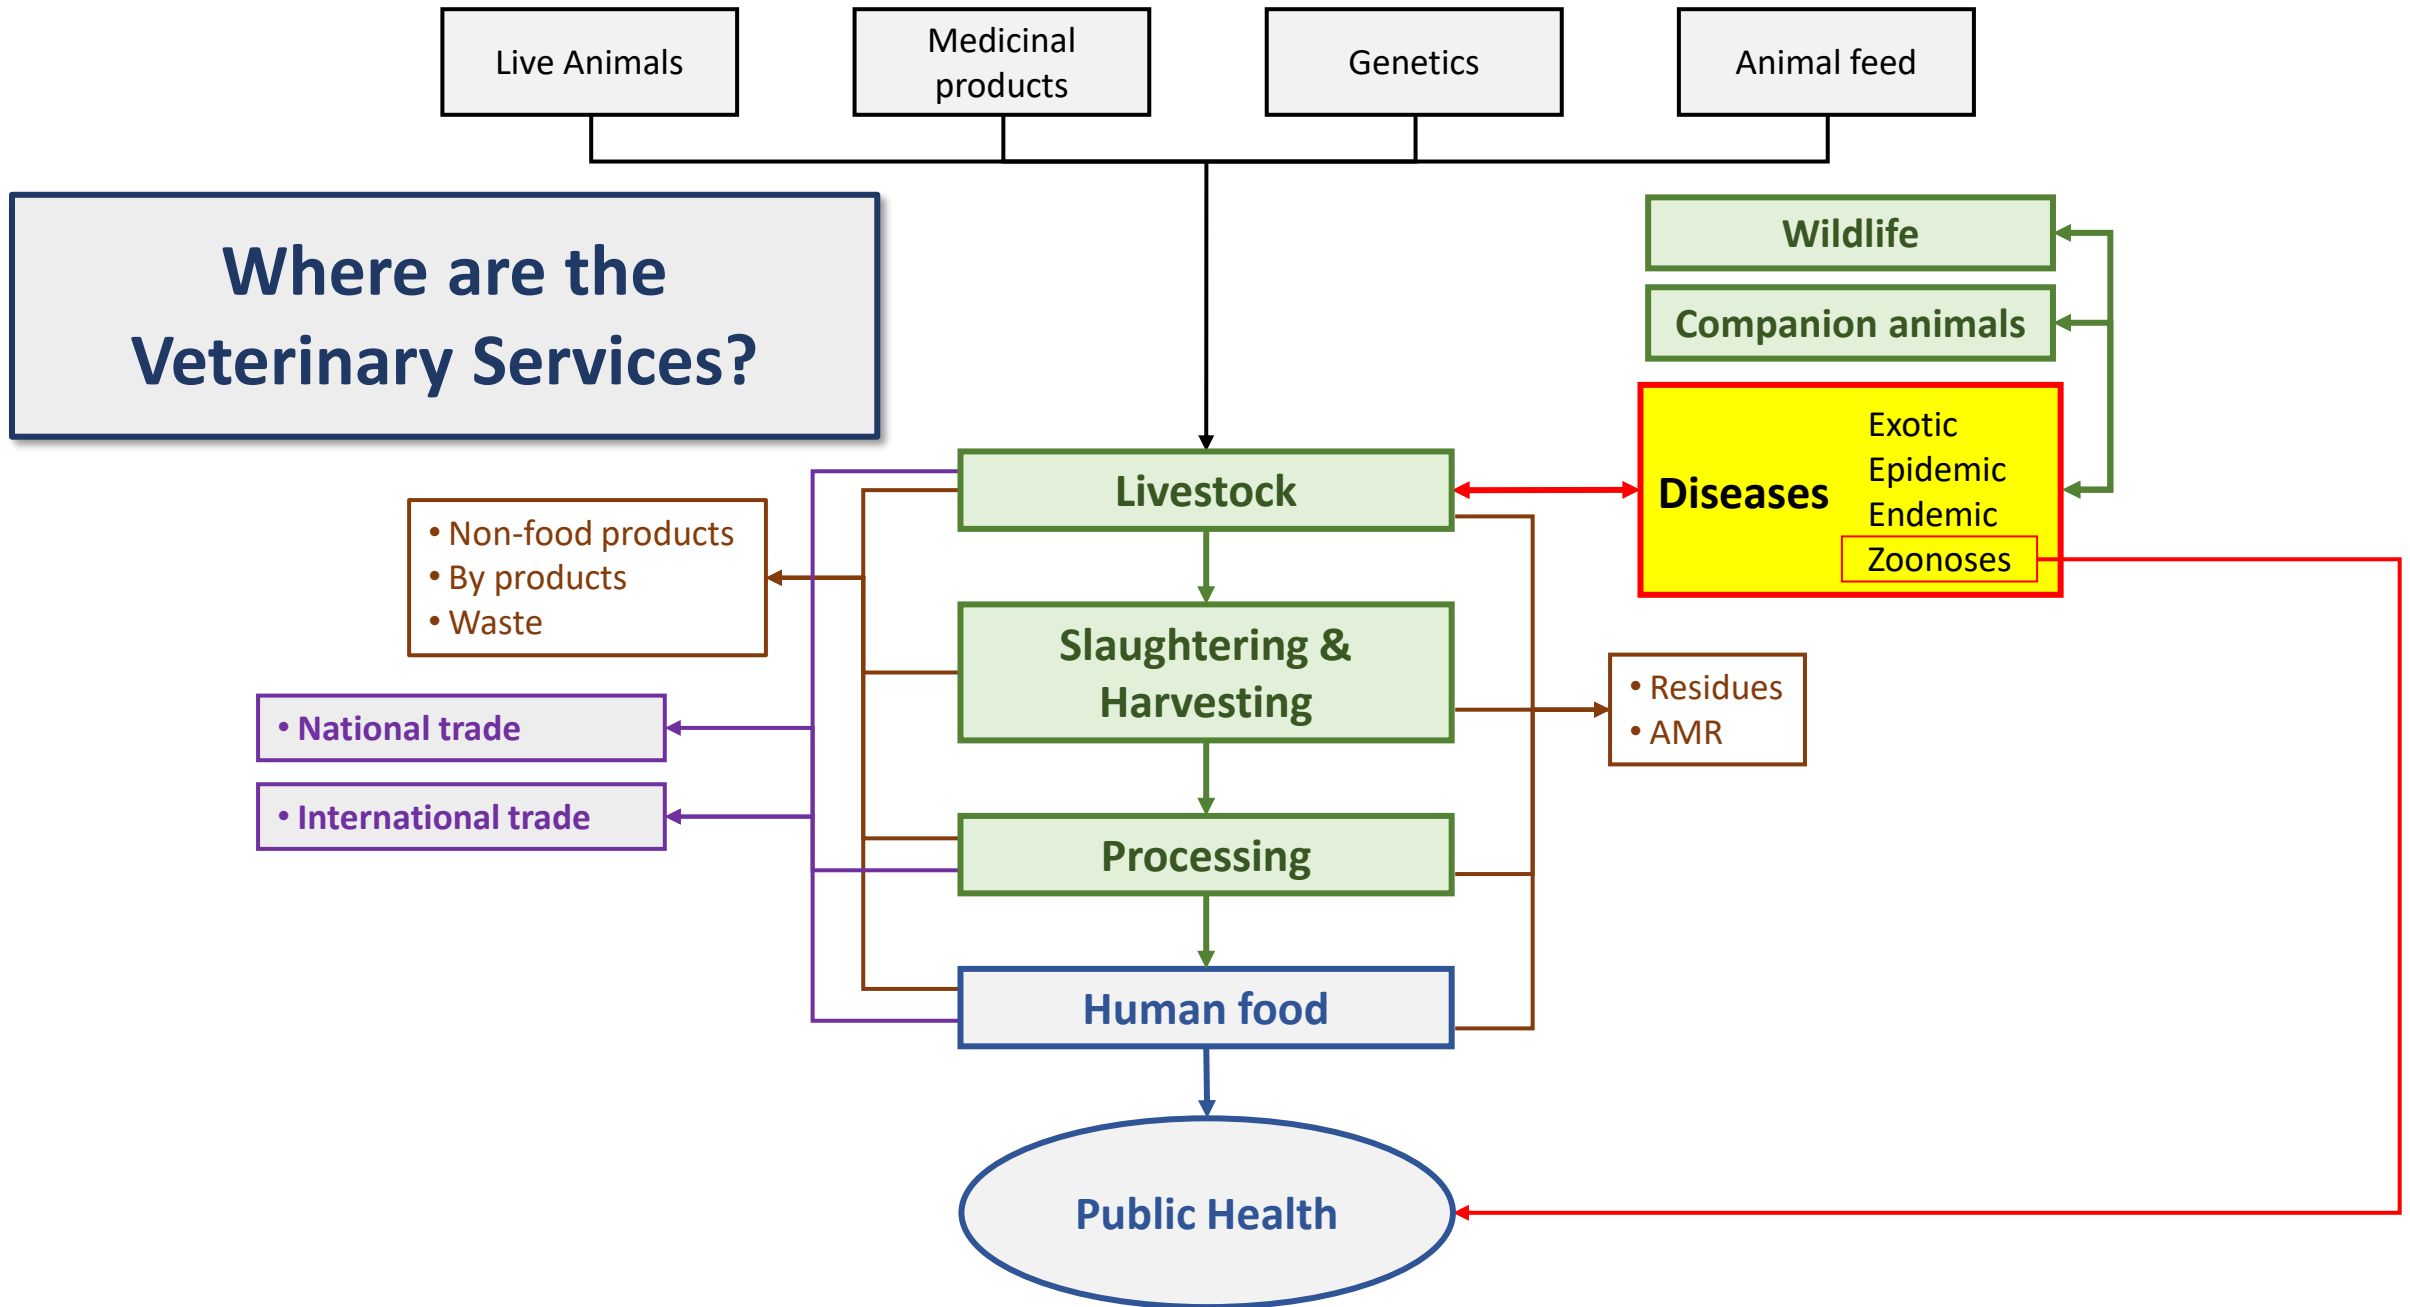 Live Animals
Medicinal
products
Genetics
Animal feed
Where are the
Veterinary Services?
Wildlife
Companion animals
Diseases
Exotic
Epidemic
Endemic
Zoonoses
Livestock
• Non-food products
• By products
• Waste
Slaughtering &
Harvesting
• Residues
• AMR
• National trade
• International trade
Processing
Human food
Public Health